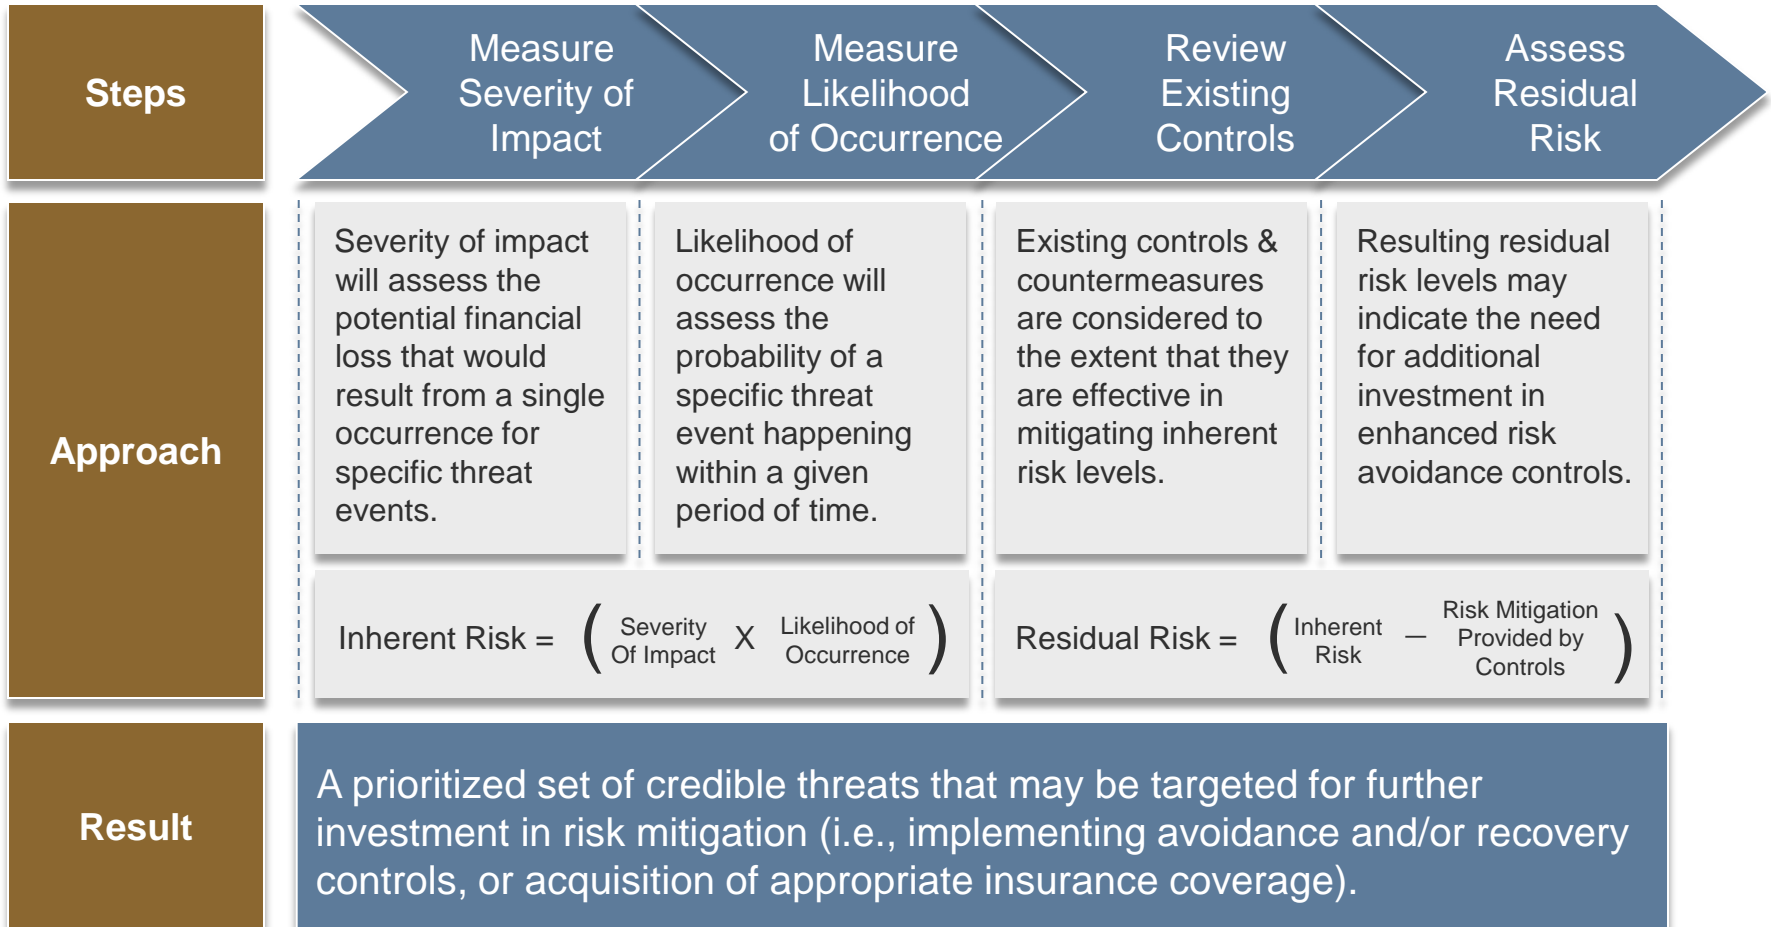 Steps
Measure
Severity of
Impact
Measure
Likelihood
of Occurrence
Review
Existing
Controls
Assess
Residual
Risk
Approach
Severity of impact
will assess the
potential financial
loss that would
result from a single
occurrence for
specific threat
events.
Likelihood of
occurrence will
assess the
probability of a
specific threat
event happening
within a given
period of time.
Existing controls &
countermeasures
are considered to
the extent that they
are effective in
mitigating inherent
risk levels.
Resulting residual
risk levels may
indicate the need
for additional
investment in
enhanced risk
avoidance controls.
Inherent Risk = (Severity Of Impact X Likelihood of Occurrence)
Residual Risk = (Inherent Risk – Risk Mitigation Provided by Controls)
Result
A prioritized set of credible threats that may be targeted for further
investment in risk mitigation (i.e., implementing avoidance and/or recovery
controls, or acquisition of appropriate insurance coverage).